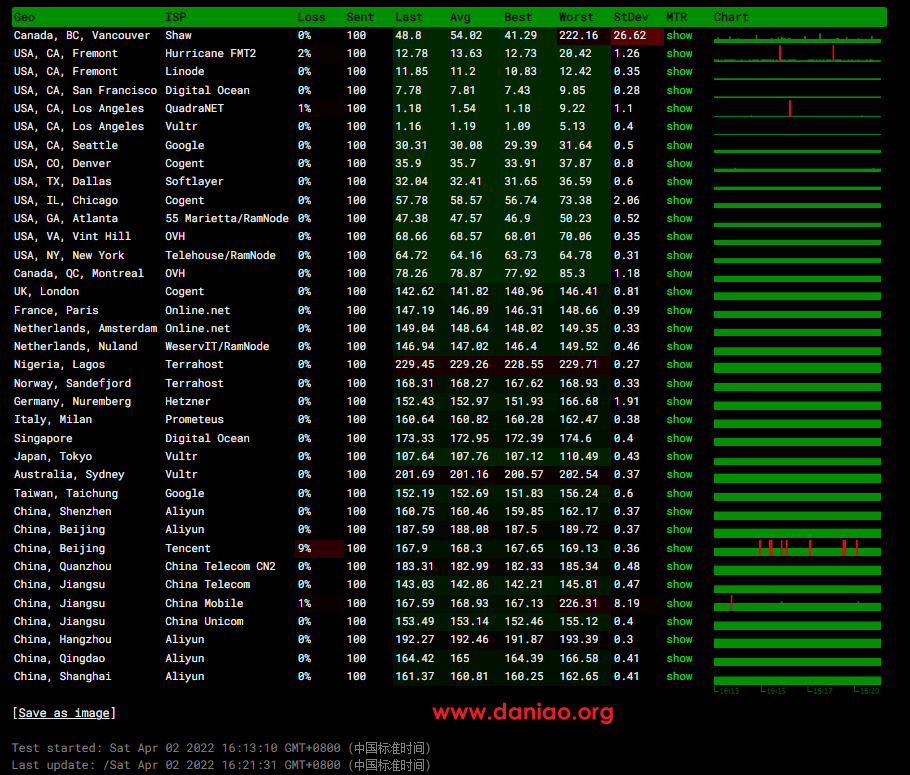 Geo ISP Loss Sent Last Avg Best Worst StDev MTR Chart
Canada, BC, Vancouver Shaw 0% 100 48.8 54.02 41.29 222.16 26.62 show
USA, CA, Fremont Hurricane FMT2 2% 100 12.78 13.63 12.73 20.42 1.26 show
USA, CA, Fremont Linode 0% 100 11.85 11.2 10.83 12.42 0.35 show
USA, CA, San Francisco Digital Ocean 0% 100 7.78 7.81 7.43 9.85 0.28 show
USA, CA, Los Angeles QuadraNET 1% 100 1.18 1.54 1.18 9.22 1.1 show
USA, CA, Los Angeles Vultr 0% 100 1.16 1.19 1.09 5.13 0.4 show
USA, CA, Seattle Google 0% 100 30.31 30.08 29.39 31.64 0.5 show
USA, CO, Denver Cogent 0% 100 35.9 35.7 33.91 37.87 0.8 show
USA, TX, Dallas Softlayer 0% 100 32.04 32.41 31.65 36.59 0.6 show
USA, IL, Chicago Cogent 0% 100 57.78 58.57 56.74 73.38 2.06 show
USA, GA, Atlanta 55 Marietta/RamNode 0% 100 47.38 47.57 46.9 50.23 0.52 show
USA, VA, Vint Hill OVH 0% 100 68.66 68.57 68.01 70.06 0.35 show
USA, NY, New York Telehouse/RamNode 0% 100 64.72 64.16 63.73 64.78 0.31 show
Canada, QC, Montreal OVH 0% 100 78.26 78.87 77.92 85.3 1.18 show
UK, London Cogent 0% 100 142.62 141.82 140.96 146.41 0.81 show
France, Paris Online.net 0% 100 147.19 146.89 146.31 148.66 0.39 show
Netherlands, Amsterdam Online.net 0% 100 149.04 148.64 148.02 149.35 0.33 show
Netherlands, Nuland WeservIT/RamNode 0% 100 146.94 147.02 146.4 149.52 0.46 show
Nigeria, Lagos Terrahost 0% 100 229.45 229.26 228.55 229.71 0.27 show
Norway, Sandefjord Terrahost 0% 100 168.31 168.27 167.62 168.93 0.33 show
Germany, Nuremberg Hetzner 0% 100 152.43 152.97 151.93 166.68 1.91 show
Italy, Milan Prometeus 0% 100 160.64 160.82 160.28 162.47 0.38 show
Singapore Digital Ocean 0% 100 173.33 172.95 172.39 174.6 0.4 show
Japan, Tokyo Vultr 0% 100 107.64 107.76 107.12 110.49 0.43 show
Australia, Sydney Vultr 0% 100 201.69 201.16 200.57 202.54 0.37 show
Taiwan, Taichung Google 0% 100 152.19 152.69 151.83 156.24 0.6 show
China, Shenzhen Aliyun 0% 100 160.75 160.46 159.85 162.17 0.37 show
China, Beijing Aliyun 0% 100 187.59 188.08 187.5 189.72 0.37 show
China, Beijing Tencent 9% 100 167.9 168.3 167.65 169.13 0.36 show
China, Quanzhou China Telecom CN2 0% 100 183.31 182.99 182.33 185.34 0.48 show
China, Jiangsu China Telecom 0% 100 143.03 142.86 142.21 145.81 0.47 show
China, Jiangsu China Mobile 1% 100 167.59 168.93 167.13 226.31 8.19 show
China, Jiangsu China Unicom 0% 100 153.49 153.14 152.46 155.12 0.4 show
China, Hangzhou Aliyun 0% 100 192.27 192.46 191.87 193.39 0.3 show
China, Qingdao Aliyun 0% 100 164.42 165 164.39 166.58 0.41 show
China, Shanghai Aliyun 0% 100 161.37 160.81 160.25 162.65 0.41 show
16:13 16:15 16:17 16:20
[Save as image]
www.daniao.org
Test started: Sat Apr 02 2022 16:13:10 GMT+0800 (中国标准时间)
Last update: /Sat Apr 02 2022 16:21:31 GMT+0800 (中国标准时间)